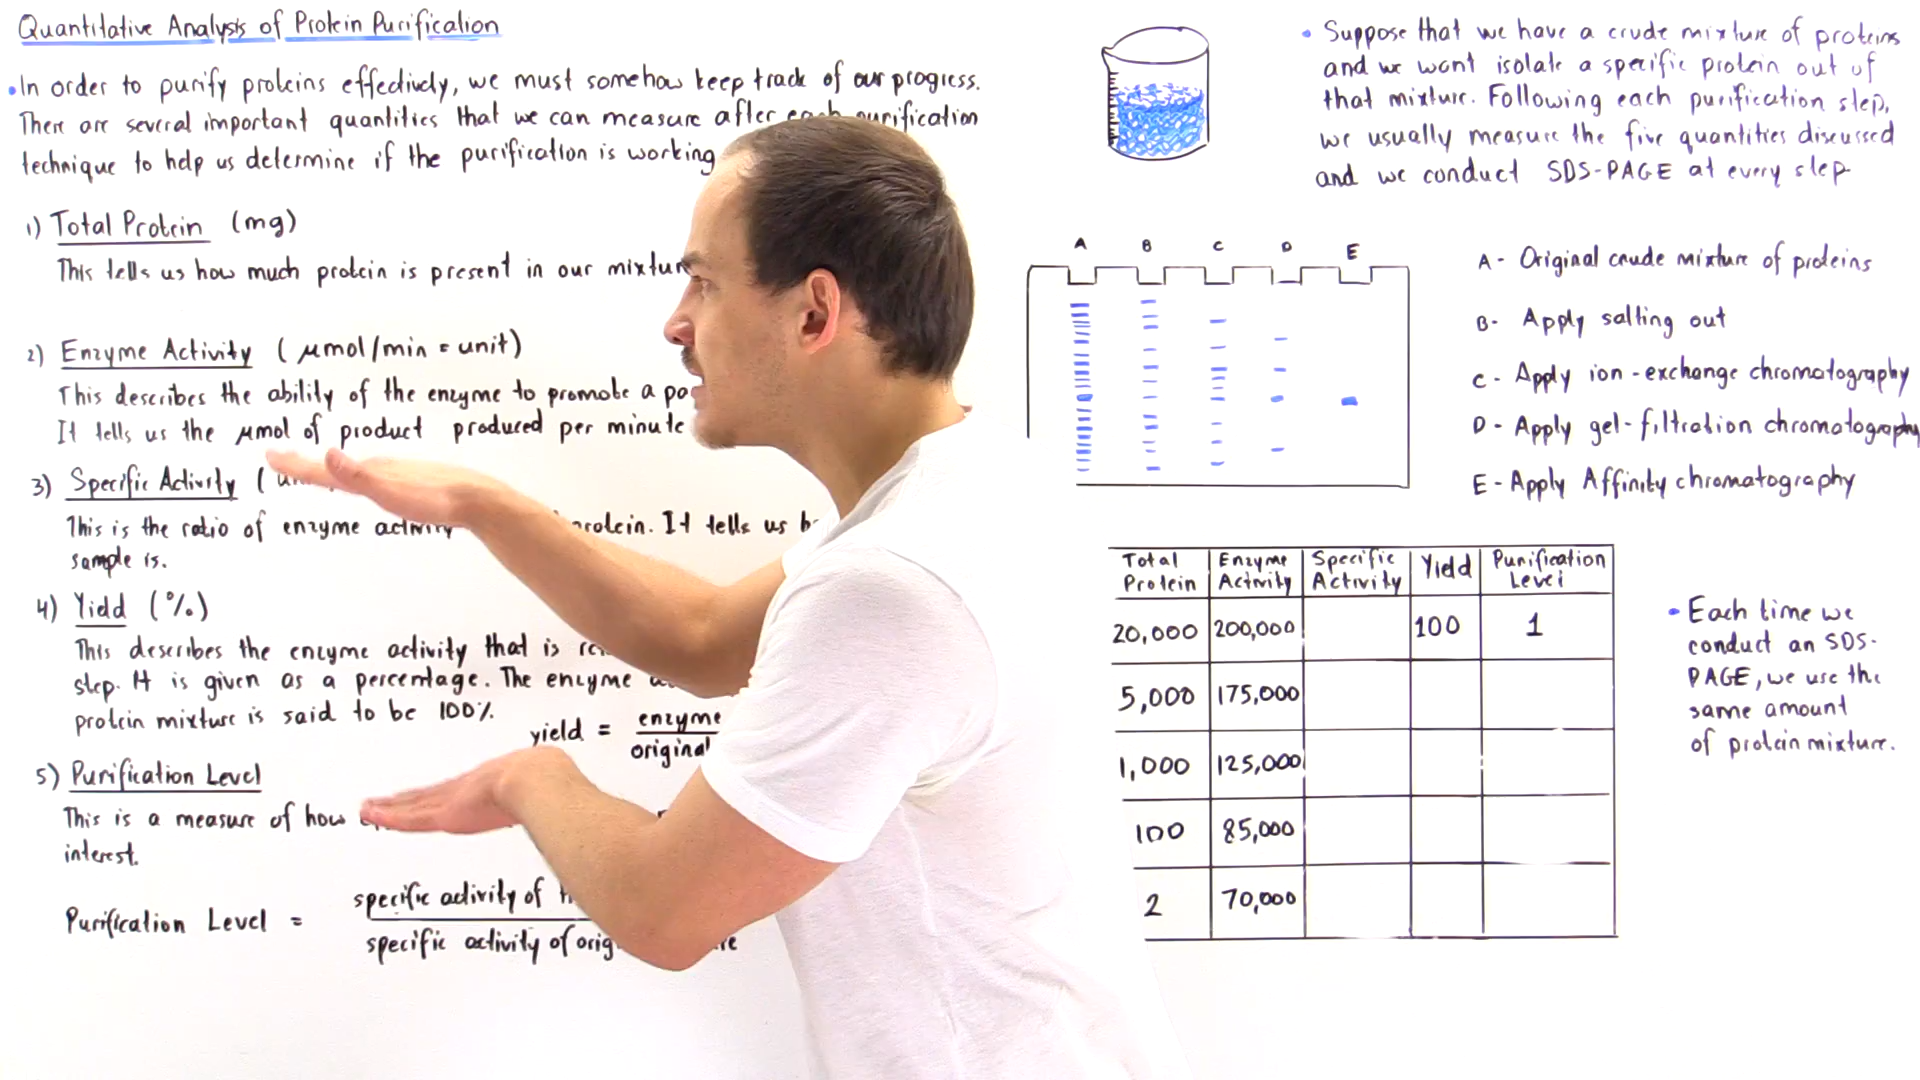 Quantitative Analysis of Protein Purification
• In order to purify proteins effectively, we must somehow keep track of our progress.
There are several important quantities that we can measure after each purification
technique to help us determine if the purification is working
1) Total Protein (mg)
This tells us how much protein is present in our mixtur
2) Enzyme Activity (μmol/min = unit)
This describes the ability of the enzyme to promote a
It tells us the μmol of product produced per minute
3) Specific Activity (
This is the ratio of enzyme activity protein. It tells us
sample is.
4) Yield (%)
This describes the enzyme activity that is
step. It is given as a percentage. The enzyme
protein mixture is said to be 100%.
yield = enzyme
original
5) Purification Level
This is a measure of how
interest.
Purification Level = specific activity of
specific activity of orig
• Suppose that we have a crude mixture of proteins
and we want isolate a specific protein out of
that mixture. Following each purification step,
we usually measure the five quantities discussed
and we conduct SDS-PAGE at every step
A B C D E
A - Original crude mixture of proteins
B - Apply salting out
C - Apply ion-exchange chromatography
D - Apply gel-filtration chromatography
E - Apply Affinity chromatography
Total Protein Enzyme Activity Specific Activity Yield Purification Level
20,000 200,000 100 1
5,000 175,000
1,000 125,000
100 85,000
2 70,000
• Each time we
conduct an SDS-
PAGE, we use the
same amount
of protein mixture.